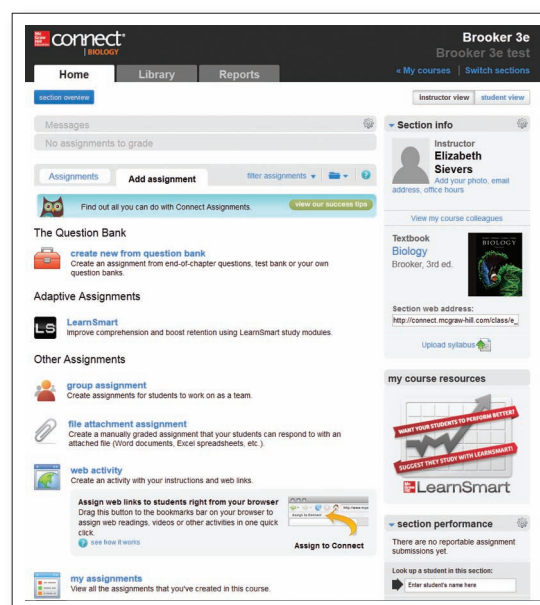 Mc Graw Hill Education
connect
BIOLOGY
Brooker 3e
Brooker 3e test
« My courses | Switch sections
Home
Library
Reports
section overview
instructor view
student view
Messages
No assignments to grade
Assignments
Add assignment
filter assignments
Find out all you can do with Connect Assignments.
view our success tips
The Question Bank
create new from question bank
Create an assignment from end-of-chapter questions, test bank or your own
question banks.
Adaptive Assignments
LS
LearnSmart
Improve comprehension and boost retention using LearnSmart study modules.
Other Assignments
group assignment
Create assignments for students to work on as a team.
file attachment assignment
Create a manually graded assignment that your students can respond to with an
attached file (Word documents, Excel spreadsheets, etc.).
web activity
Create an activity with your instructions and web links.
Assign web links to students right from your browser
Drag this button to the bookmarks bar on your browser to
assign web readings, videos or other activities in one quick
click.
? see how it works
Assign to Connect
Assign to Connect
my assignments
View all the assignments that you've created in this course.
Section info
Instructor
Elizabeth
Sievers
Add your photo, email
address, office hours
View my course colleagues
Textbook
Biology
Brooker, 3rd ed.
BIOLOGY
Section web address:
http://connect.mcgraw-hill.com/class/e_
Upload syllabus
my course resources
WANT YOUR STUDENTS TO PERFORM BETTER?
SUGGEST THEY STUDY WITH LEARNSMART!
LearnSmart
section performance
There are no reportable assignment
submissions yet.
Look up a student in this section:
Enter student's name here